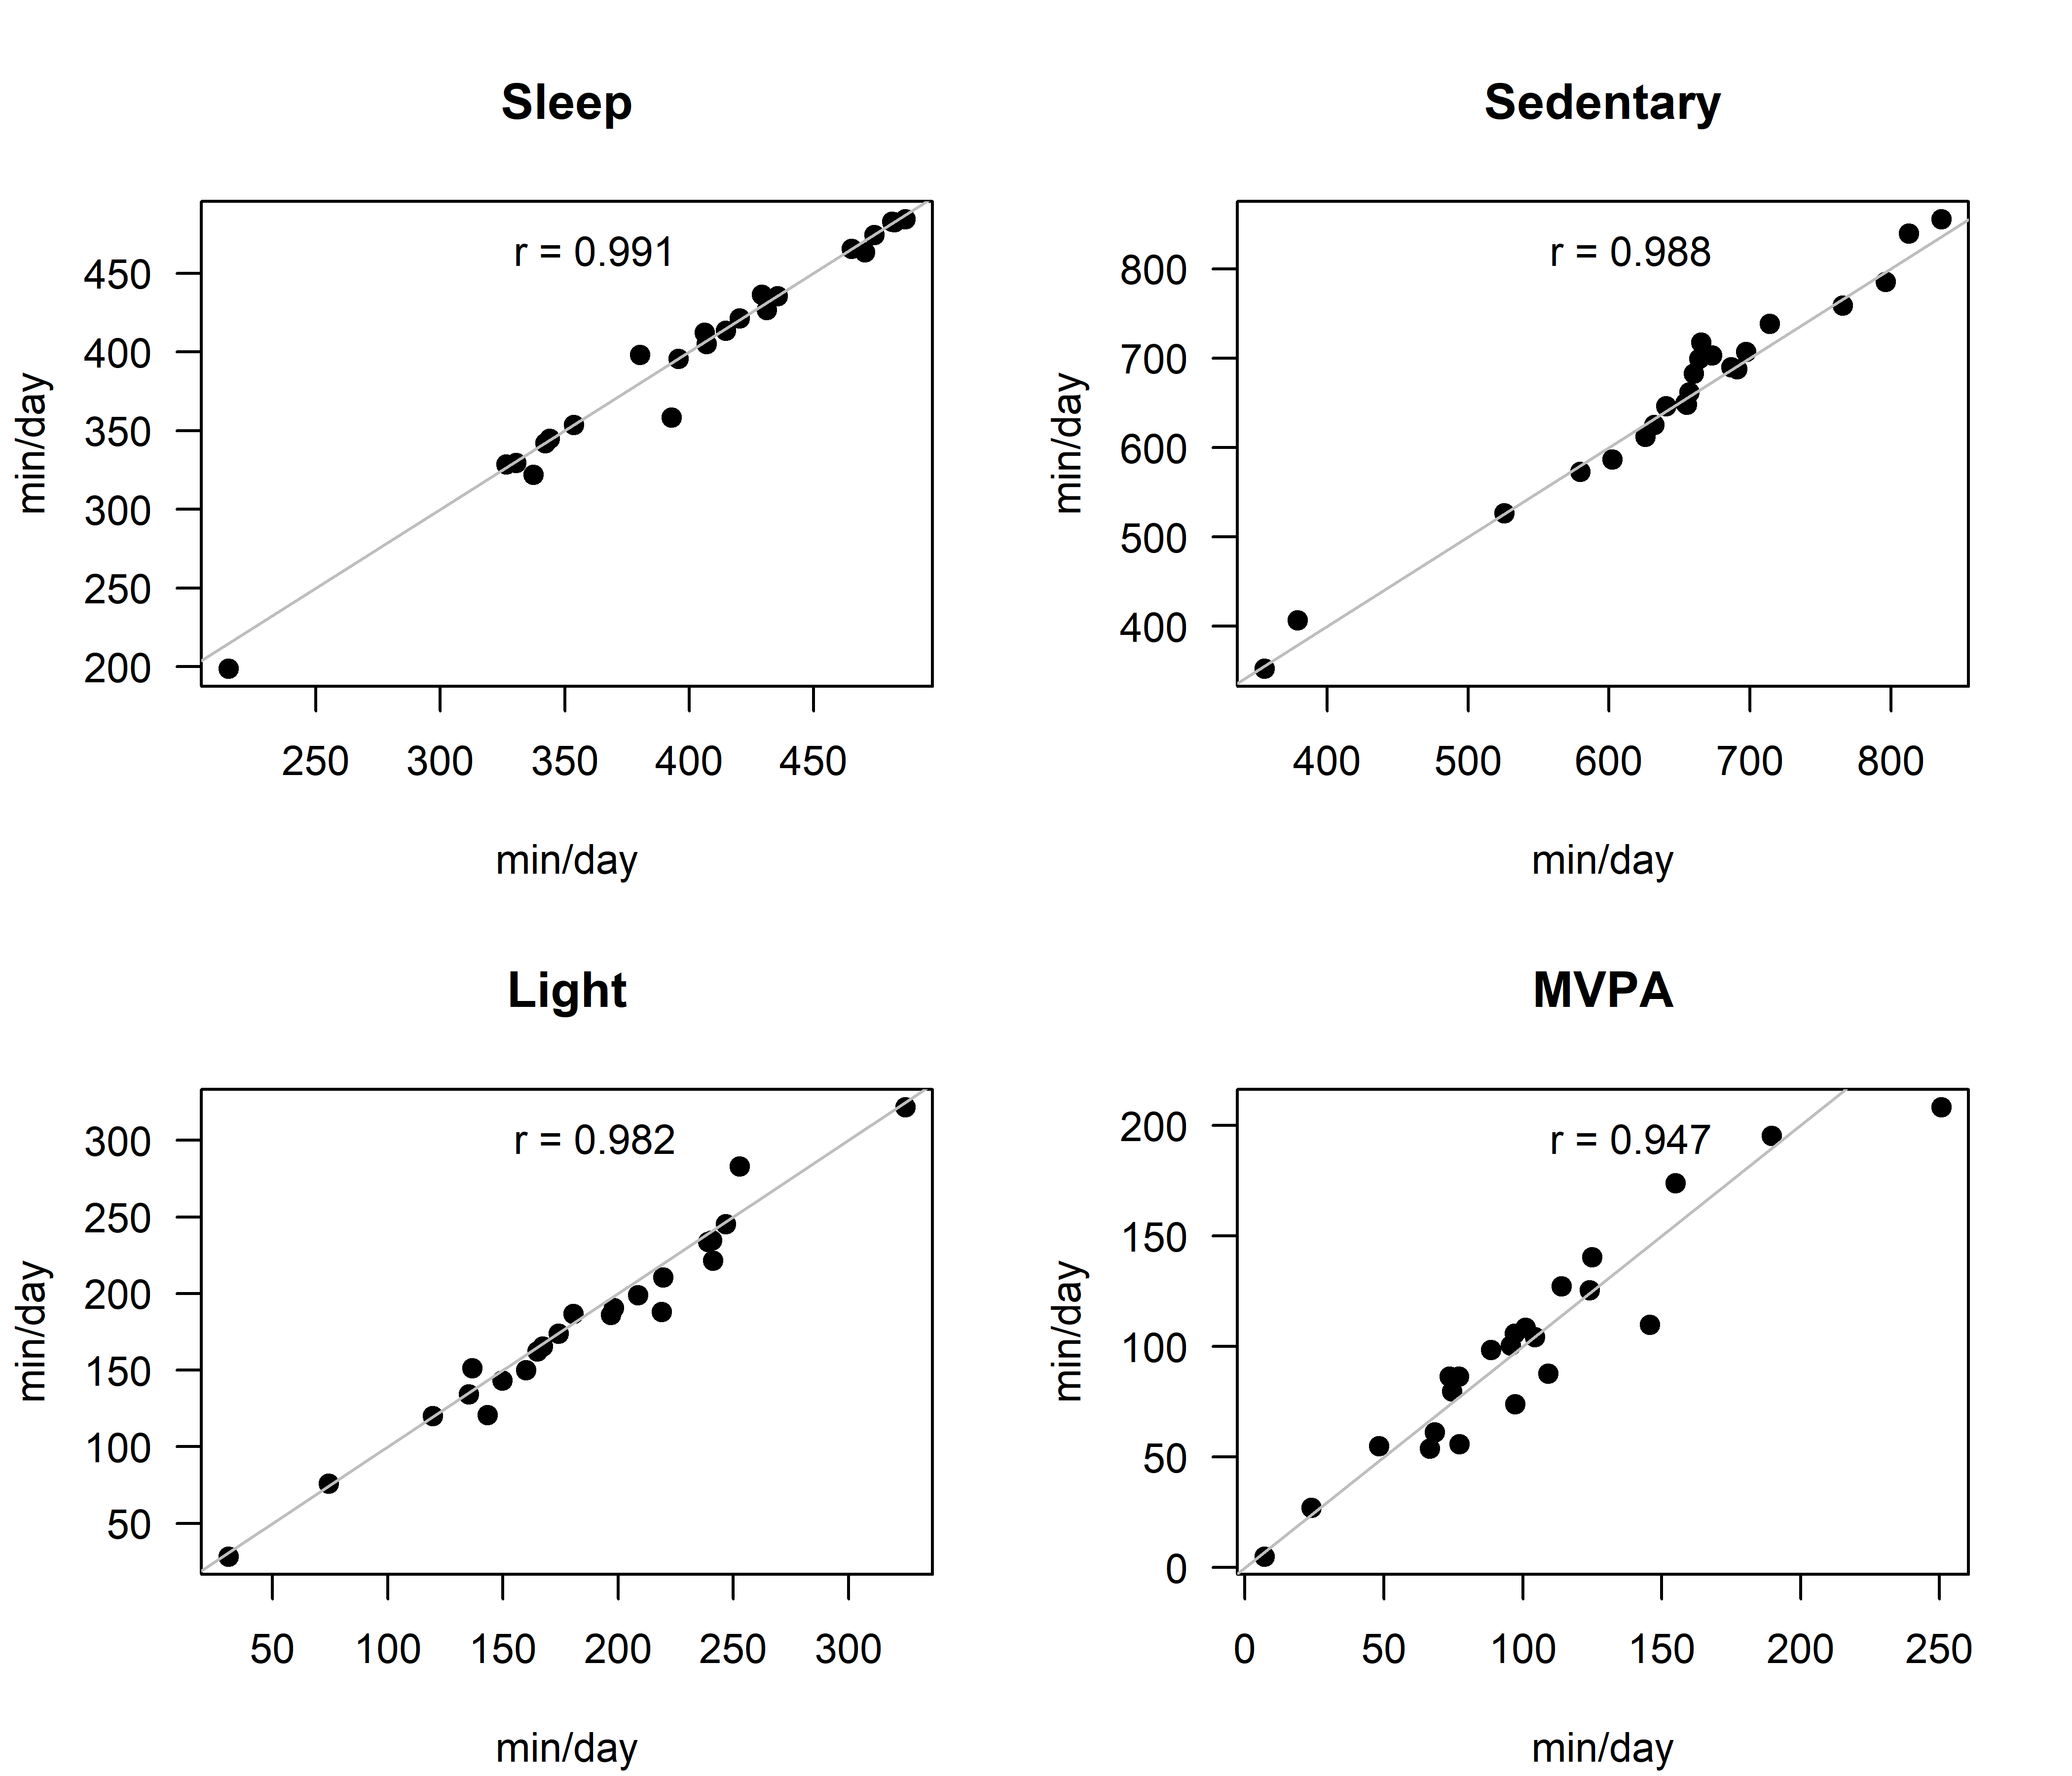 Sleep
r = 0.991
min/day
450
400
350
300
250
200
250 300 350 400 450
min/day
Sedentary
r = 0.988
min/day
800
700
600
500
400
400 500 600 700 800
min/day
Light
r = 0.982
min/day
300
250
200
150
100
50
50 100 150 200 250 300
min/day
MVPA
r = 0.947
min/day
200
150
100
50
0
0 50 100 150 200 250
min/day